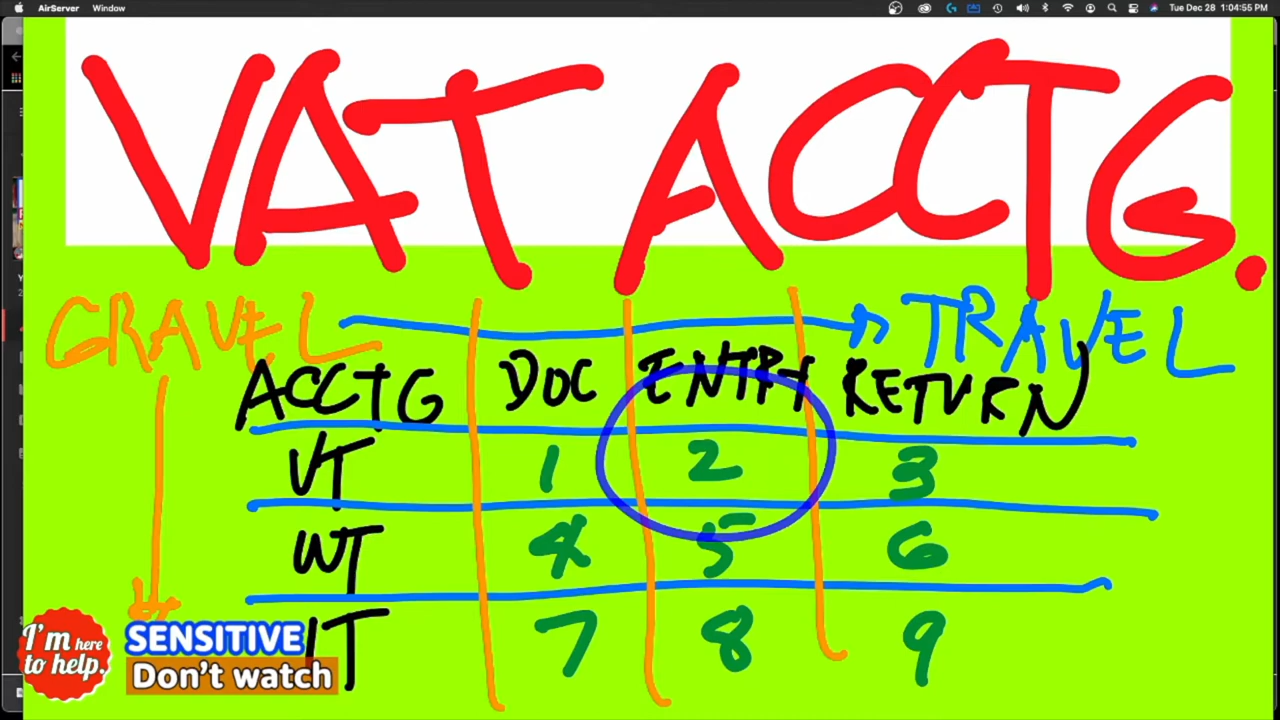 AirServer Window Tue Dec 28 1:04:55 PM
VAT ACCTG.
GRAVEL TRAVEL
ACCTG DOC ENTRY RETURN
VT 1 2 3
WT 4 5 6
IT 7 8 9
I'm here
to help.
SENSITIVE
Don't watch